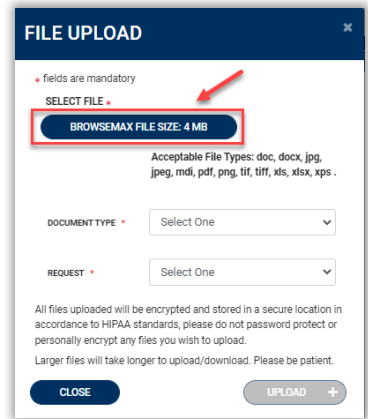 FILE UPLOAD ×
* fields are mandatory
SELECT FILE *
BROWSEMAX FILE SIZE: 4 MB
Acceptable File Types: doc, docx, jpg,
jpeg, mdi, pdf, png, tif, tiff, xls, xlsx, xps .
DOCUMENT TYPE * Select One
REQUEST * Select One
All files uploaded will be encrypted and stored in a secure location in
accordance to HIPAA standards, please do not password protect or
personally encrypt any files you wish to upload.
Larger files will take longer to upload/download. Please be patient.
CLOSE UPLOAD +